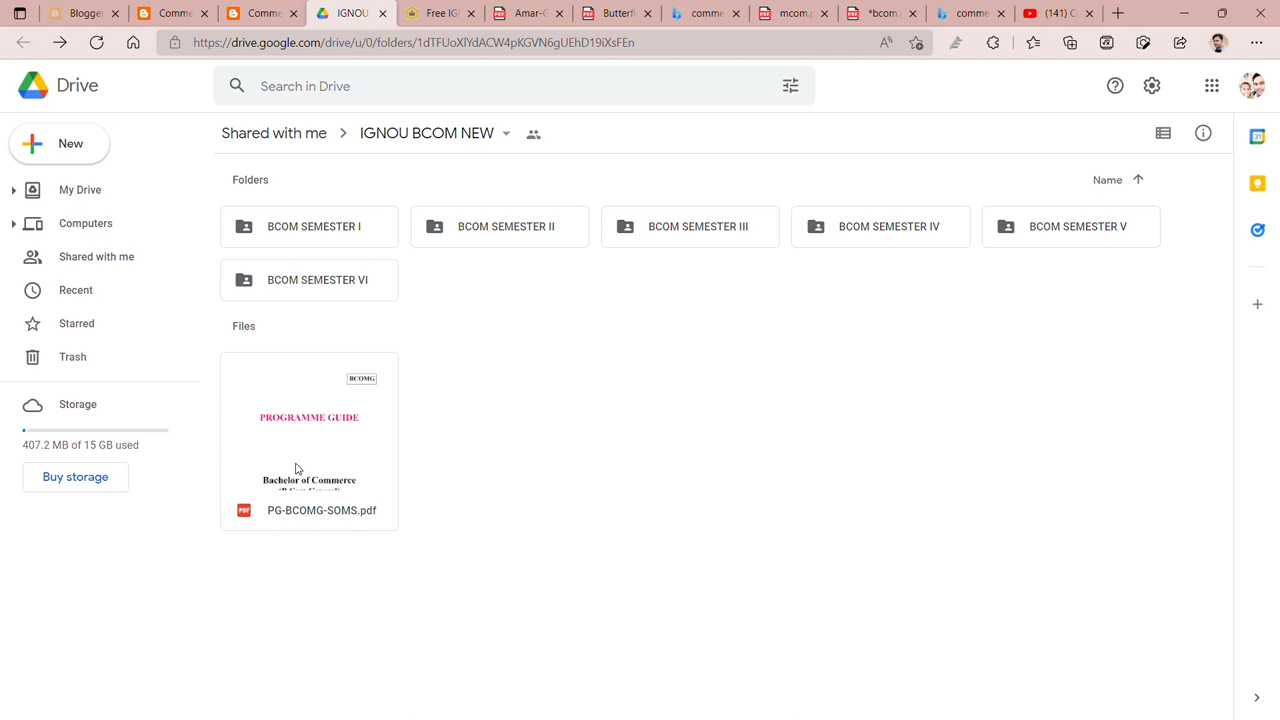 Blogger
Comme
Comme
IGNOU
Free IG
Amar-C
Butterfl
comme
mcom.p
*bcom.p
comme
(141) C
https://drive.google.com/drive/u/0/folders/1dTFUoXlYdACW4pKGVN6gUEhD19iXsFEn
Drive
Search in Drive
New
Shared with me > IGNOU BCOM NEW
My Drive
Computers
Shared with me
Recent
Starred
Trash
Storage
407.2 MB of 15 GB used
Buy storage
Folders
Name
BCOM SEMESTER I
BCOM SEMESTER II
BCOM SEMESTER III
BCOM SEMESTER IV
BCOM SEMESTER V
BCOM SEMESTER VI
Files
BCOMG
PROGRAMME GUIDE
Bachelor of Commerce
PDF PG-BCOMG-SOMS.pdf
31